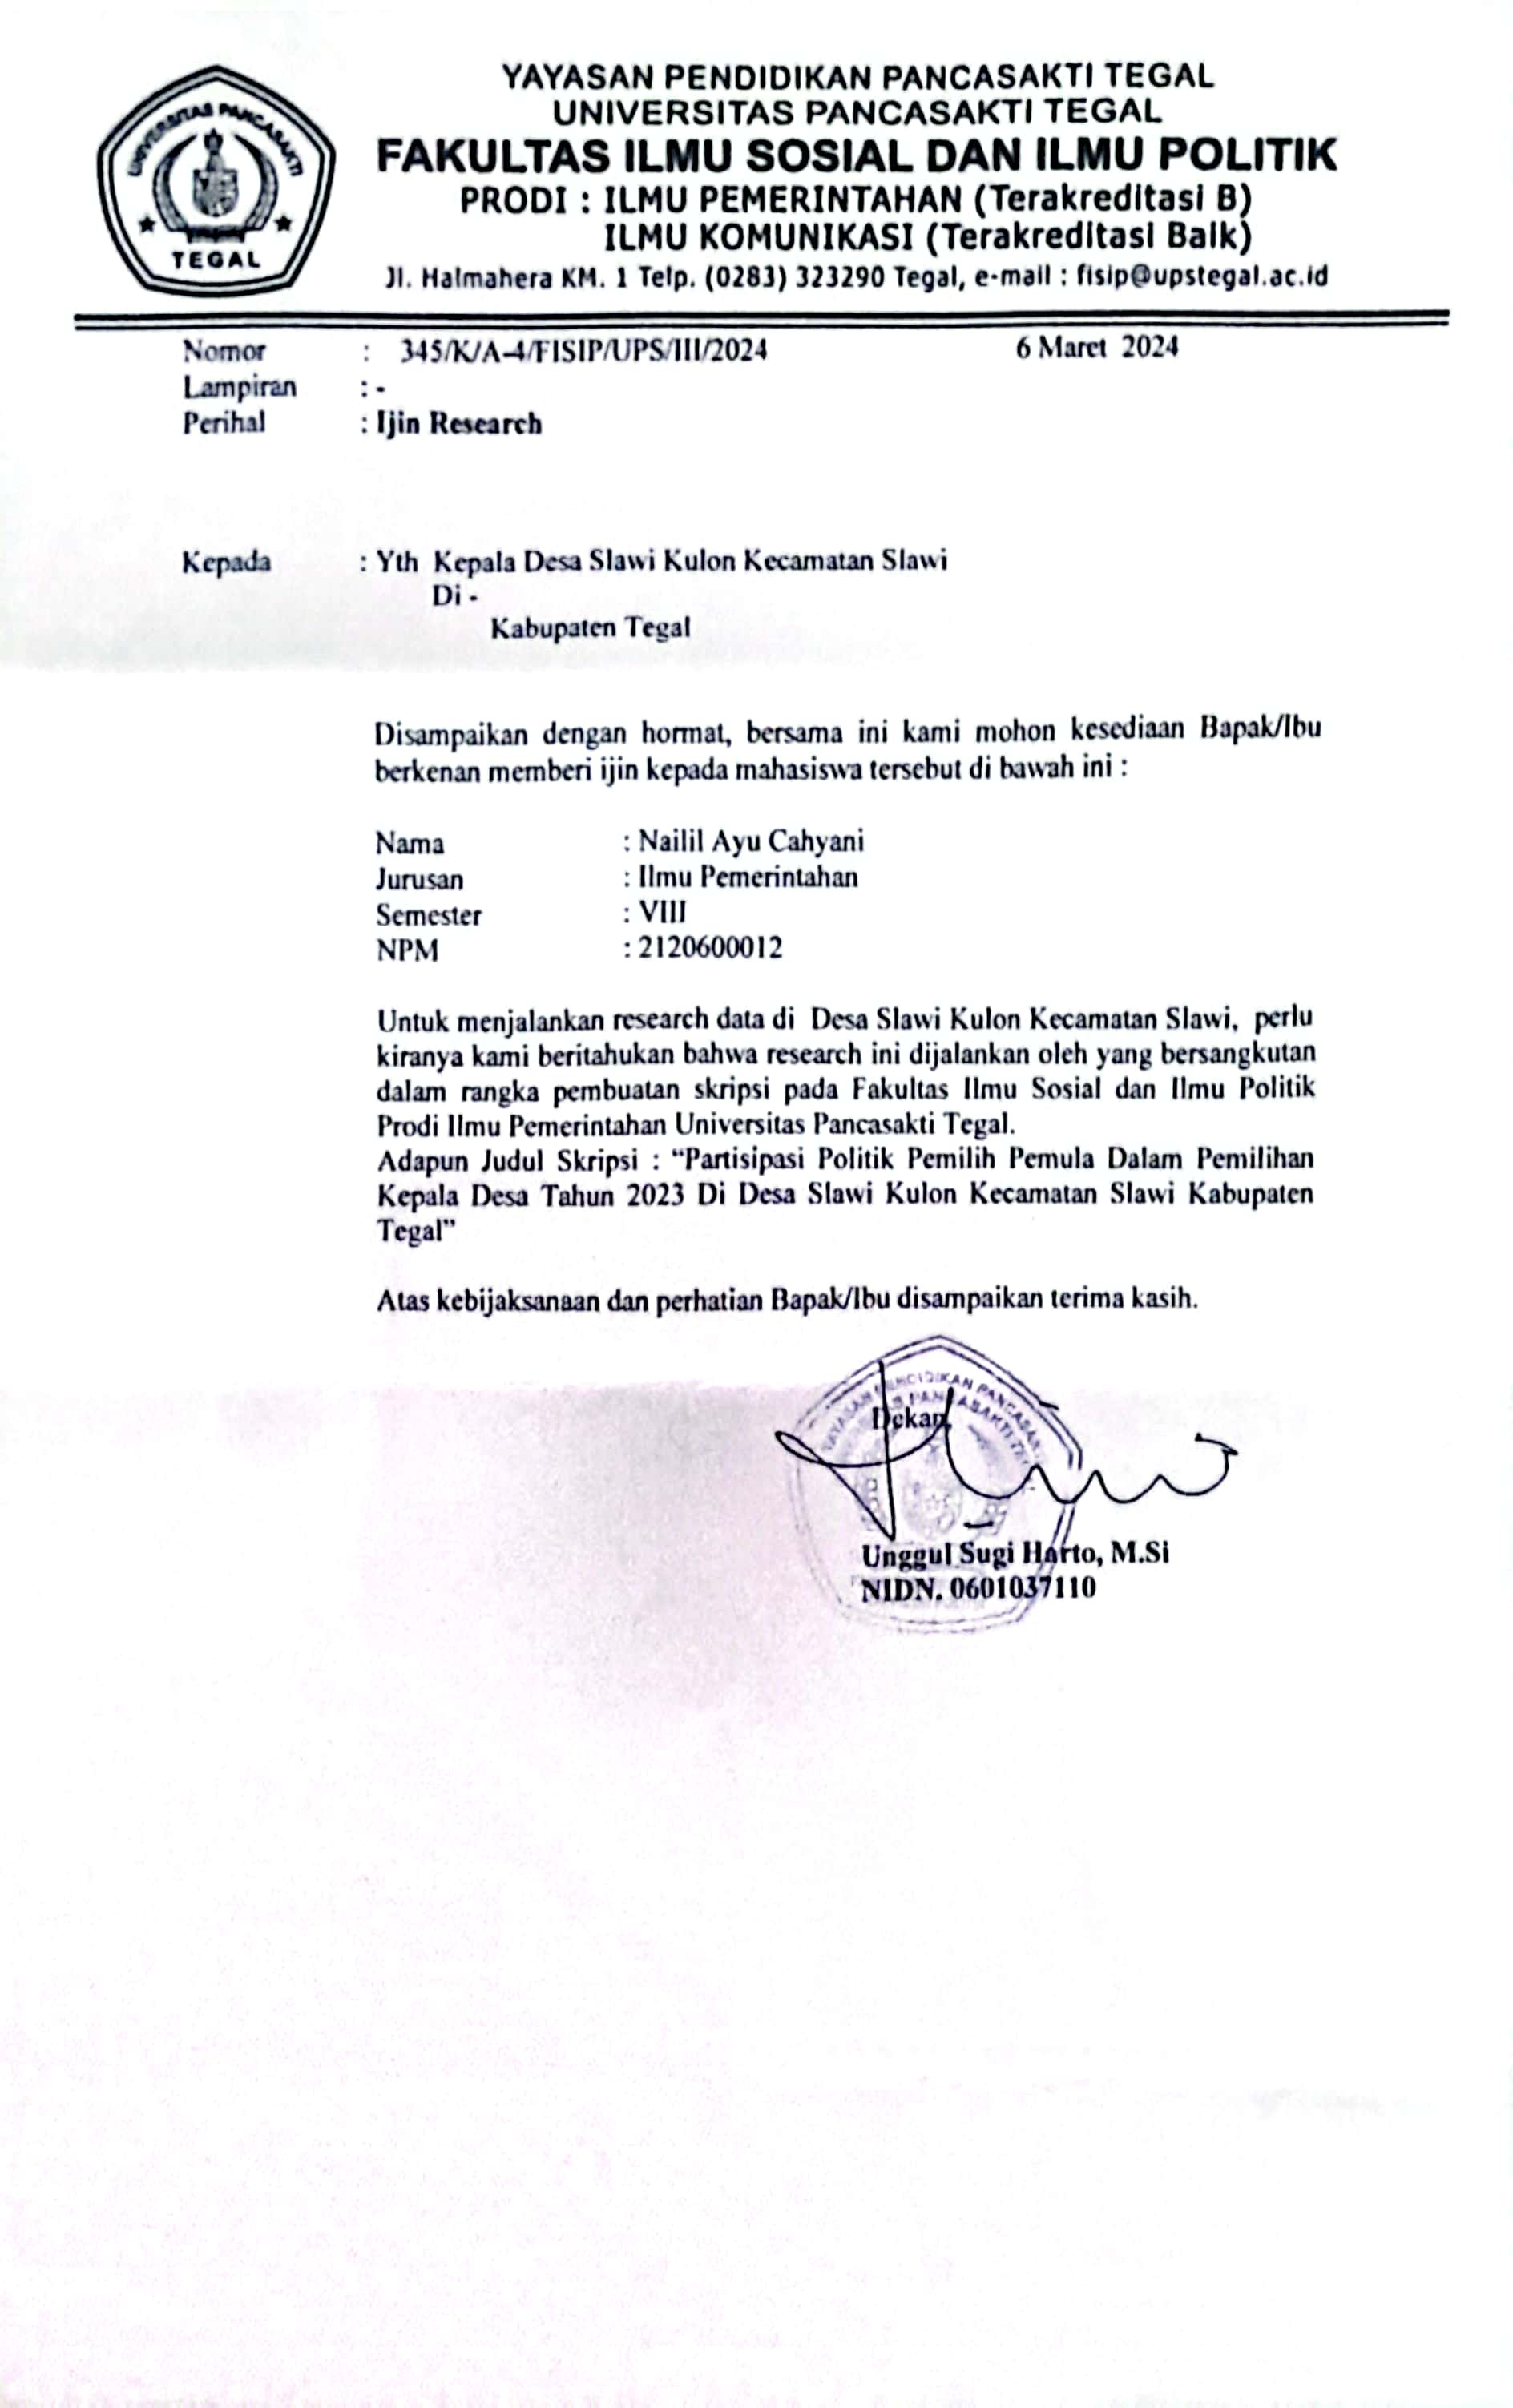 UNIVERSITAS PANCASAKTI
TEGAL
YAYASAN PENDIDIKAN PANCASAKTI TEGAL
UNIVERSITAS PANCASAKTI TEGAL
FAKULTAS ILMU SOSIAL DAN ILMU POLITIK
PRODI : ILMU PEMERINTAHAN (Terakreditasi B)
ILMU KOMUNIKASI (Terakreditasi Baik)
Jl. Halmahera KM. 1 Telp. (0283) 323290 Tegal, e-mail : fisip@upstegal.ac.id
Nomor : 345/K/A-4/FISIP/UPS/III/2024 6 Maret 2024
Lampiran : -
Perihal : Ijin Research
Kepada : Yth Kepala Desa Slawi Kulon Kecamatan Slawi
Di -
Kabupaten Tegal
Disampaikan dengan hormat, bersama ini kami mohon kesediaan Bapak/Ibu
berkenan memberi ijin kepada mahasiswa tersebut di bawah ini :
Nama : Nailil Ayu Cahyani
Jurusan : Ilmu Pemerintahan
Semester : VIII
NPM : 2120600012
Untuk menjalankan research data di Desa Slawi Kulon Kecamatan Slawi, perlu
kiranya kami beritahukan bahwa research ini dijalankan oleh yang bersangkutan
dalam rangka pembuatan skripsi pada Fakultas Ilmu Sosial dan Ilmu Politik
Prodi Ilmu Pemerintahan Universitas Pancasakti Tegal.
Adapun Judul Skripsi : “Partisipasi Politik Pemilih Pemula Dalam Pemilihan
Kepala Desa Tahun 2023 Di Desa Slawi Kulon Kecamatan Slawi Kabupaten
Tegal”
Atas kebijaksanaan dan perhatian Bapak/Ibu disampaikan terima kasih.
YAYASAN PENDIDIKAN PANCASAKTI
Dekan,
Unggul Sugi Harto, M.Si
NIDN. 0601037110